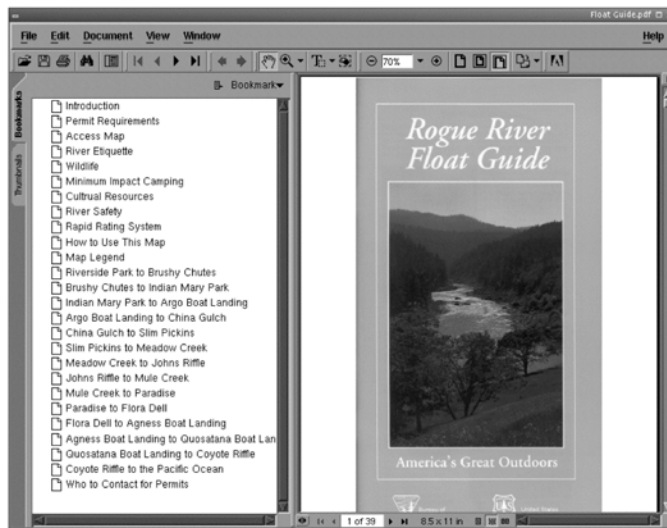 Float Guide.pdf
File Edit Document View Window Help
70%
Bookmark
Bookmarks
Thumbnails
Introduction
Permit Requirements
Access Map
River Etiquette
Wildlife
Minimum Impact Camping
Cultrual Resources
River Safety
Rapid Rating System
How to Use This Map
Map Legend
Riverside Park to Brushy Chutes
Brushy Chutes to Indian Mary Park
Indian Mary Park to Argo Boat Landing
Argo Boat Landing to China Gulch
China Gulch to Slim Pickins
Slim Pickins to Meadow Creek
Meadow Creek to Johns Riffle
Johns Riffle to Mule Creek
Mule Creek to Paradise
Paradise to Flora Dell
Flora Dell to Agness Boat Landing
Agness Boat Landing to Quosatana Boat Lan
Quosatana Boat Landing to Coyote Riffle
Coyote Riffle to the Pacific Ocean
Who to Contact for Permits
Rogue River
Float Guide
America's Great Outdoors
Bureau of
United States
1 of 39 8.5 x 11 in